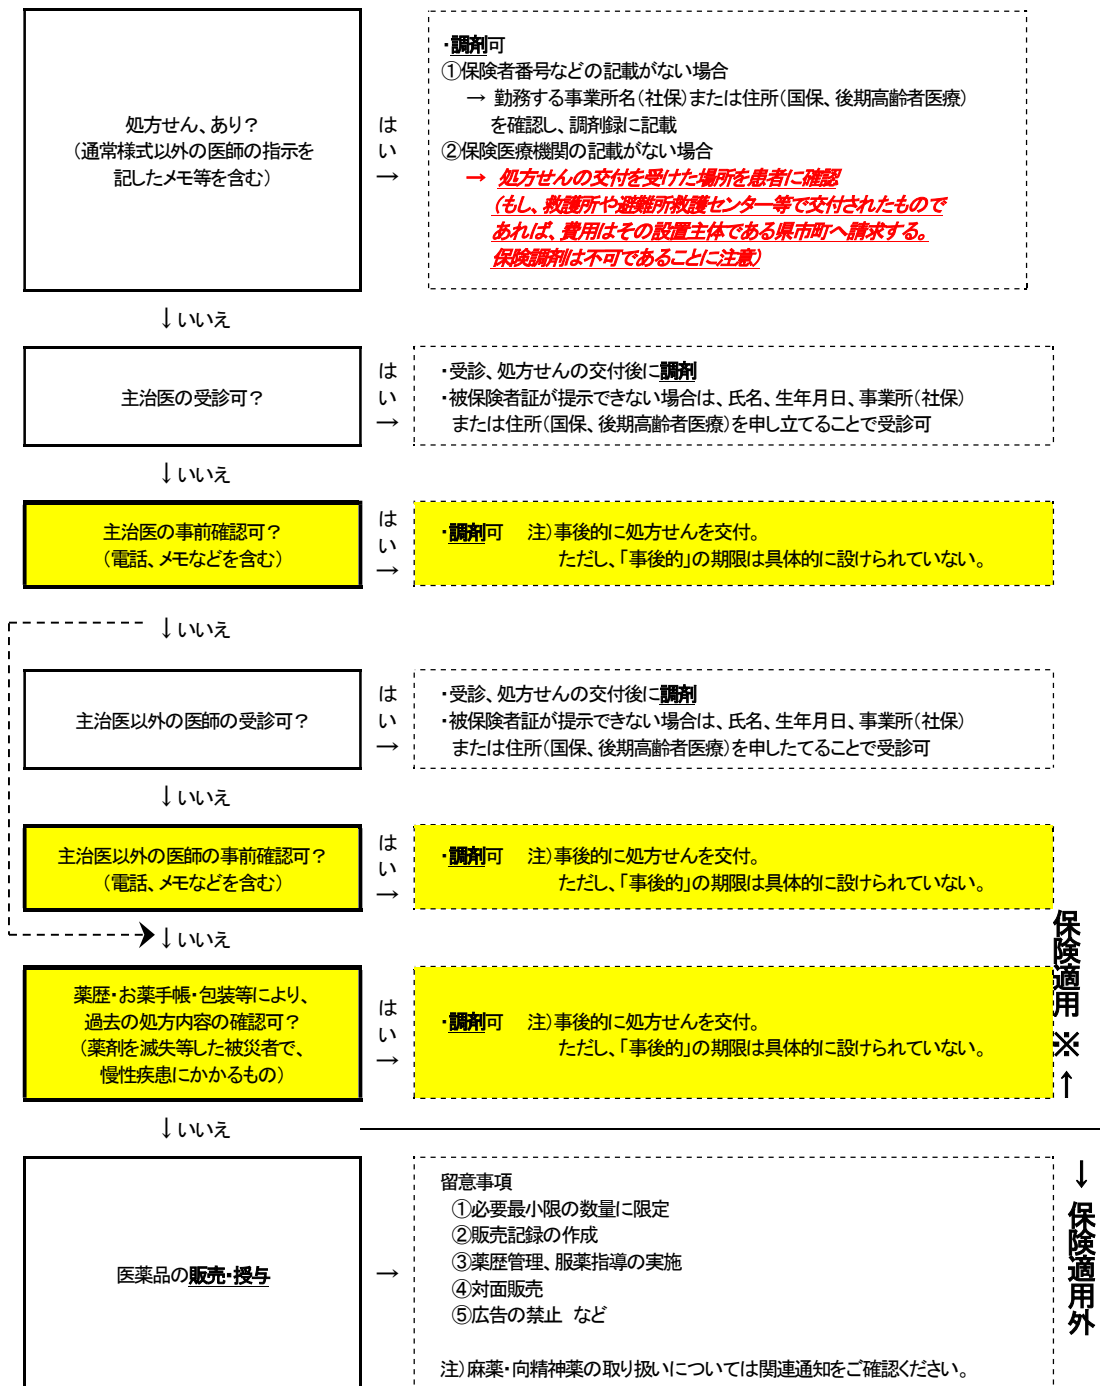 処方せん、あり？
（通常様式以外の医師の指示を
記したメモ等を含む）
はい
→
・調剤可
①保険者番号などの記載がない場合
→ 勤務する事業所名（社保）または住所（国保、後期高齢者医療）
を確認し、調剤録に記載
②保険医療機関の記載がない場合
→ 処方せんの交付を受けた場所を患者に確認
（もし、救護所や避難所救護センター等で交付されたもので
あれば、費用はその設置主体である県市町へ請求する。
保険調剤は不可であることに注意）
↓いいえ
主治医の受診可？
はい
→
・受診、処方せんの交付後に調剤
・被保険者証が提示できない場合は、氏名、生年月日、事業所（社保）
または住所（国保、後期高齢者医療）を申し立てることで受診可
↓いいえ
主治医の事前確認可？
（電話、メモなどを含む）
はい
→
・調剤可　注）事後的に処方せんを交付。
ただし、「事後的」の期限は具体的に設けられていない。
↓いいえ
主治医以外の医師の受診可？
はい
→
・受診、処方せんの交付後に調剤
・被保険者証が提示できない場合は、氏名、生年月日、事業所（社保）
または住所（国保、後期高齢者医療）を申したてることで受診可
↓いいえ
主治医以外の医師の事前確認可？
（電話、メモなどを含む）
はい
→
・調剤可　注）事後的に処方せんを交付。
ただし、「事後的」の期限は具体的に設けられていない。
↓いいえ
薬歴・お薬手帳・包装等により、
過去の処方内容の確認可？
（薬剤を滅失等した被災者で、
慢性疾患にかかるもの）
はい
→
・調剤可　注）事後的に処方せんを交付。
ただし、「事後的」の期限は具体的に設けられていない。
保険適用※↑
↓いいえ
医薬品の販売・授与
→
留意事項
①必要最小限の数量に限定
②販売記録の作成
③薬歴管理、服薬指導の実施
④対面販売
⑤広告の禁止　など
注）麻薬・向精神薬の取り扱いについては関連通知をご確認ください。
↓保険適用外